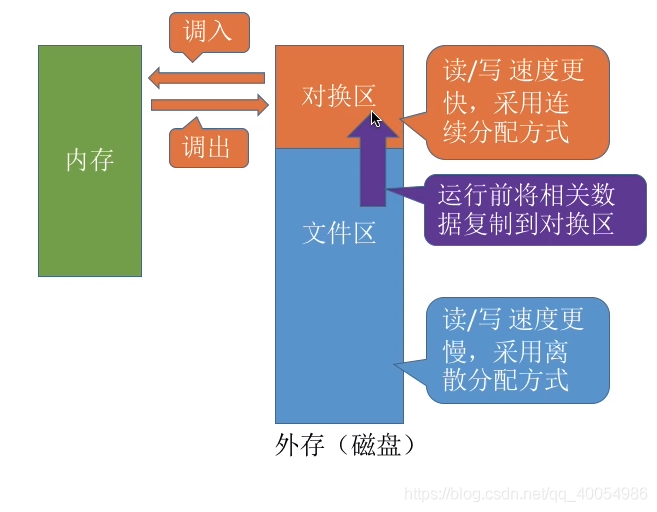 调入
对换区
读/写 速度更
快，采用连
续分配方式
内存
调出
运行前将相关数
据复制到对换区
文件区
读/写 速度更
慢，采用离
散分配方式
外存（磁盘）
https://blog.csdn.net/qq_40054986